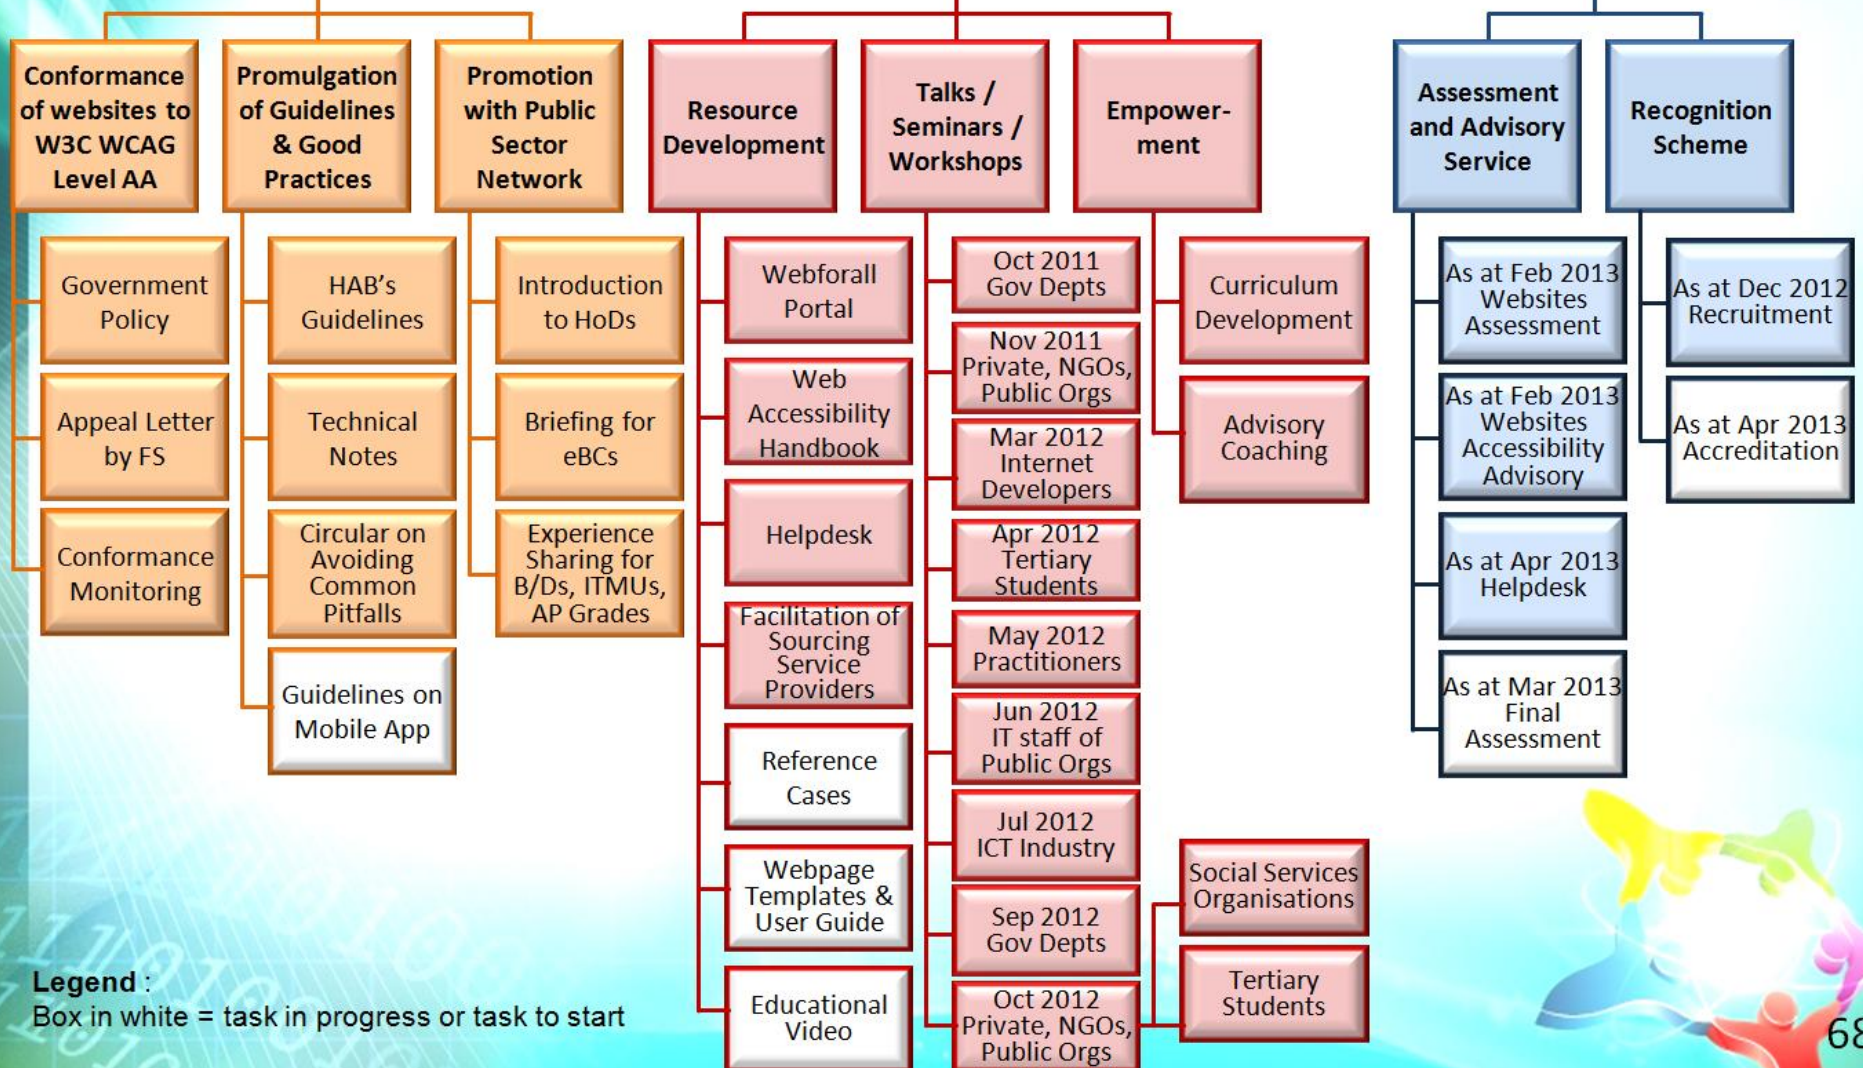 Conformance
of websites to
W3C WCAG
Level AA
Government
Policy
Appeal Letter
by FS
Conformance
Monitoring
Promulgation
of Guidelines
& Good
Practices
HAB's
Guidelines
Technical
Notes
Circular on
Avoiding
Common
Pitfalls
Guidelines on
Mobile App
Promotion
with Public
Sector
Network
Introduction
to HoDs
Briefing for
eBCs
Experience
Sharing for
B/Ds, ITMUs,
AP Grades
Resource
Development
Webforall
Portal
Web
Accessibility
Handbook
Helpdesk
Facilitation of
Sourcing
Service
Providers
Reference
Cases
Webpage
Templates &
User Guide
Educational
Video
Talks /
Seminars /
Workshops
Oct 2011
Gov Depts
Nov 2011
Private, NGOs,
Public Orgs
Mar 2012
Internet
Developers
Apr 2012
Tertiary
Students
May 2012
Practitioners
Jun 2012
IT staff of
Public Orgs
Jul 2012
ICT Industry
Sep 2012
Gov Depts
Oct 2012
Private, NGOs,
Public Orgs
Social Services
Organisations
Tertiary
Students
Empower-
ment
Curriculum
Development
Advisory
Coaching
Assessment
and Advisory
Service
As at Feb 2013
Websites
Assessment
As at Feb 2013
Websites
Accessibility
Advisory
As at Apr 2013
Helpdesk
As at Mar 2013
Final
Assessment
Recognition
Scheme
As at Dec 2012
Recruitment
As at Apr 2013
Accreditation
Legend :
Box in white = task in progress or task to start
68